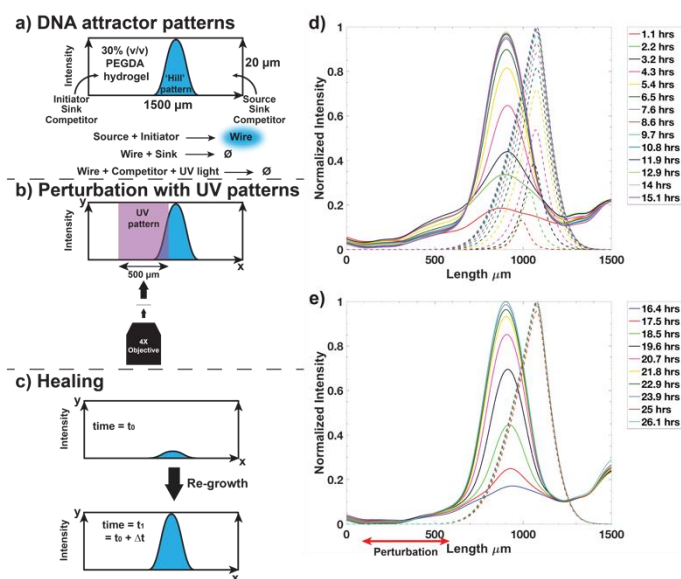 a) DNA attractor patterns
Intensity
30% (v/v)
PEGDA
hydrogel
'Hill'
pattern
20 μm
Initiator
Sink
Competitor
1500 μm
Source
Sink
Competitor
Source + Initiator
Wire
Wire + Sink
Ø
Wire + Competitor + UV light
Ø
b) Perturbation with UV patterns
y
Intensity
UV
pattern
x
500 μm
4X
Objective
c) Healing
y
Intensity
time = t₀
x
Re-growth
y
Intensity
time = t₁
= t₀ + Δt
x
d)
Normalized Intensity
1
0.8
0.6
0.4
0.2
0
0
500
1000
1500
Length μm
1.1 hrs
2.2 hrs
3.2 hrs
4.3 hrs
5.4 hrs
6.5 hrs
7.6 hrs
8.6 hrs
9.7 hrs
10.8 hrs
11.9 hrs
12.9 hrs
14 hrs
15.1 hrs
e)
Normalized Intensity
1
0.8
0.6
0.4
0.2
0
0
500
1000
1500
Perturbation
Length μm
16.4 hrs
17.5 hrs
18.5 hrs
19.6 hrs
20.7 hrs
21.8 hrs
22.9 hrs
23.9 hrs
25 hrs
26.1 hrs